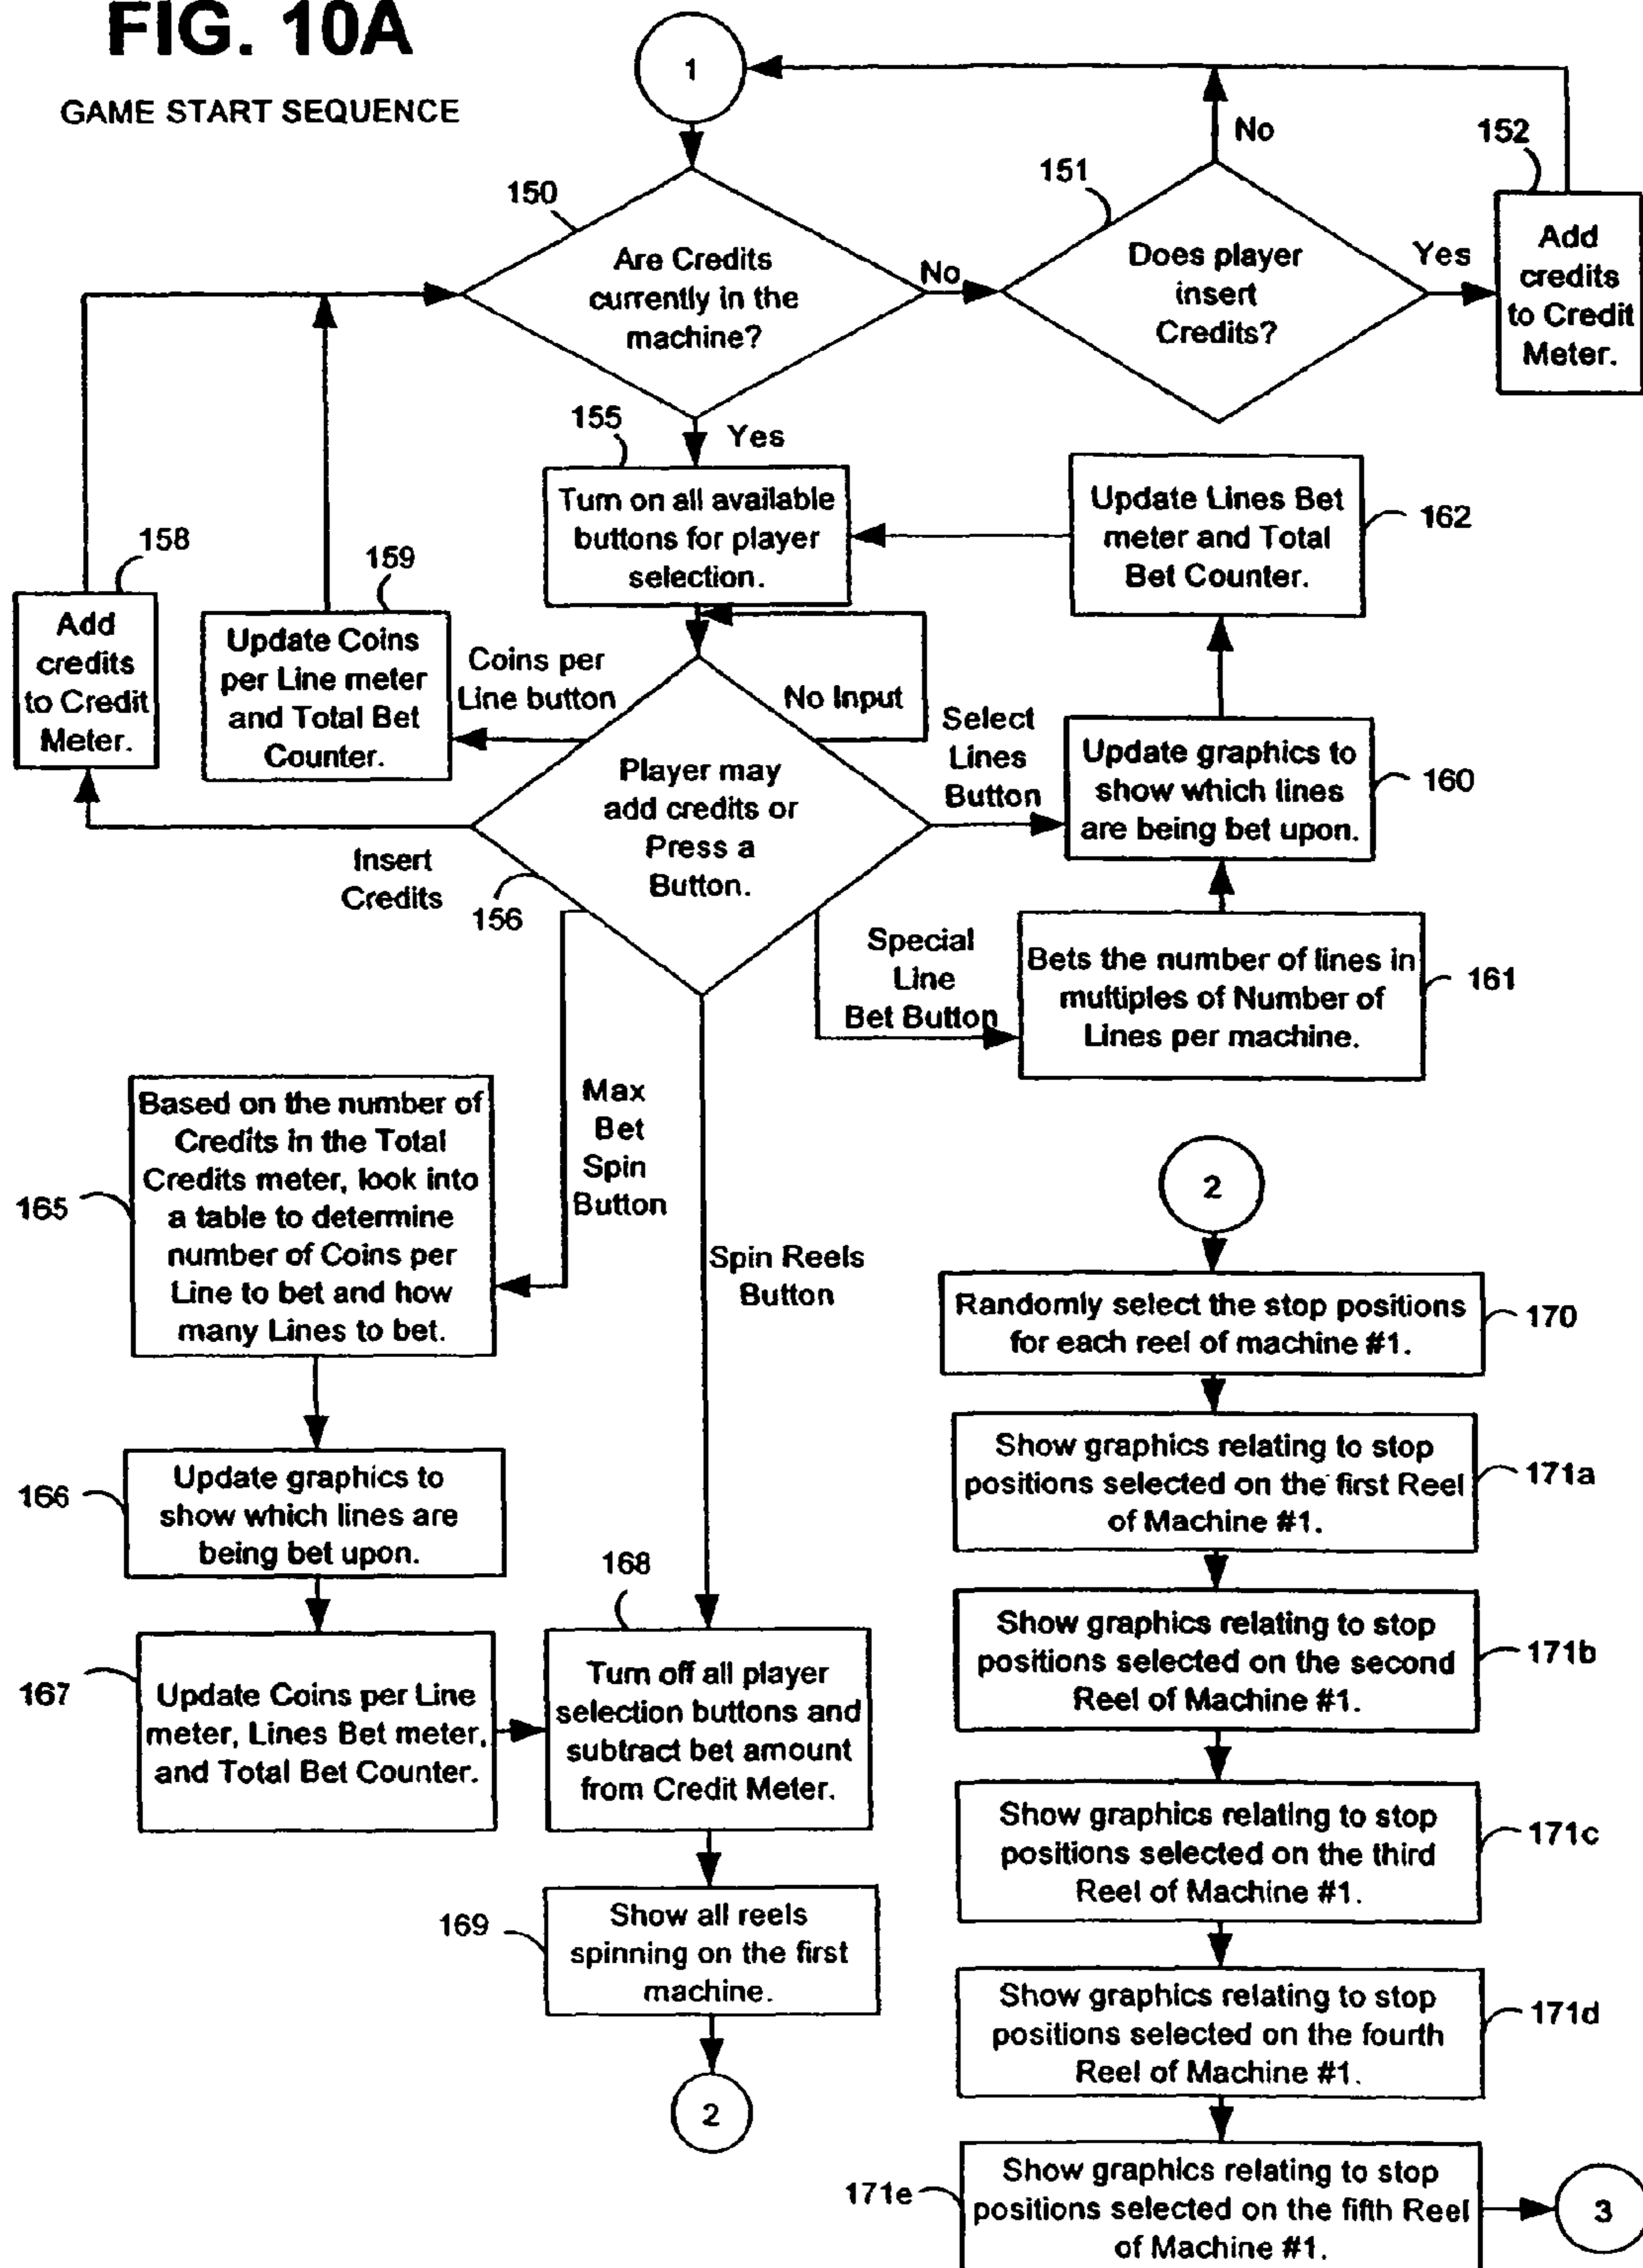 FIG. 10A
GAME START SEQUENCE
1
No
152
151
150
Are Credits
currently in the
machine?
No
Does player
insert
Credits?
Yes
Add
credits
to Credit
Meter.
155
Yes
Turn on all available
buttons for player
selection.
Update Lines Bet
meter and Total
Bet Counter.
162
158
159
Add
credits
to Credit
Meter.
Update Coins
per Line meter
and Total Bet
Counter.
Coins per
Line button
No Input
Select
Lines
Button
Update graphics to
show which lines
are being bet upon.
160
Player may
add credits or
Press a
Button.
Insert
Credits
156
Special
Line
Bet Button
Bets the number of lines in
multiples of Number of
Lines per machine.
161
Max
Bet
Spin
Button
Based on the number of
Credits in the Total
Credits meter, look into
a table to determine
number of Coins per
Line to bet and how
many Lines to bet.
165
Spin Reels
Button
2
Randomly select the stop positions
for each reel of machine #1.
170
Show graphics relating to stop
positions selected on the first Reel
of Machine #1.
171a
Update graphics to
show which lines are
being bet upon.
166
168
Show graphics relating to stop
positions selected on the second
Reel of Machine #1.
171b
167
Update Coins per Line
meter, Lines Bet meter,
and Total Bet Counter.
Turn off all player
selection buttons and
subtract bet amount
from Credit Meter.
Show graphics relating to stop
positions selected on the third
Reel of Machine #1.
171c
169
Show all reels
spinning on the first
machine.
Show graphics relating to stop
positions selected on the fourth
Reel of Machine #1.
171d
2
171e
Show graphics relating to stop
positions selected on the fifth Reel
of Machine #1.
3